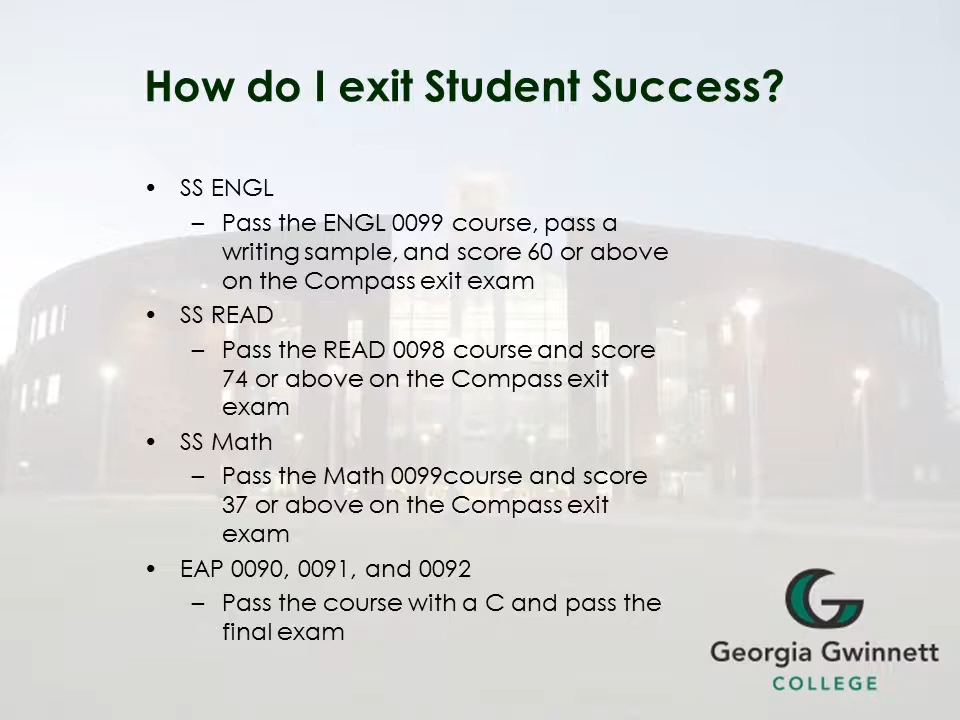 How do I exit Student Success?
• SS ENGL
– Pass the ENGL 0099 course, pass a
writing sample, and score 60 or above
on the Compass exit exam
• SS READ
– Pass the READ 0098 course and score
74 or above on the Compass exit
exam
• SS Math
– Pass the Math 0099course and score
37 or above on the Compass exit
exam
• EAP 0090, 0091, and 0092
– Pass the course with a C and pass the
final exam
Georgia Gwinnett
COLLEGE